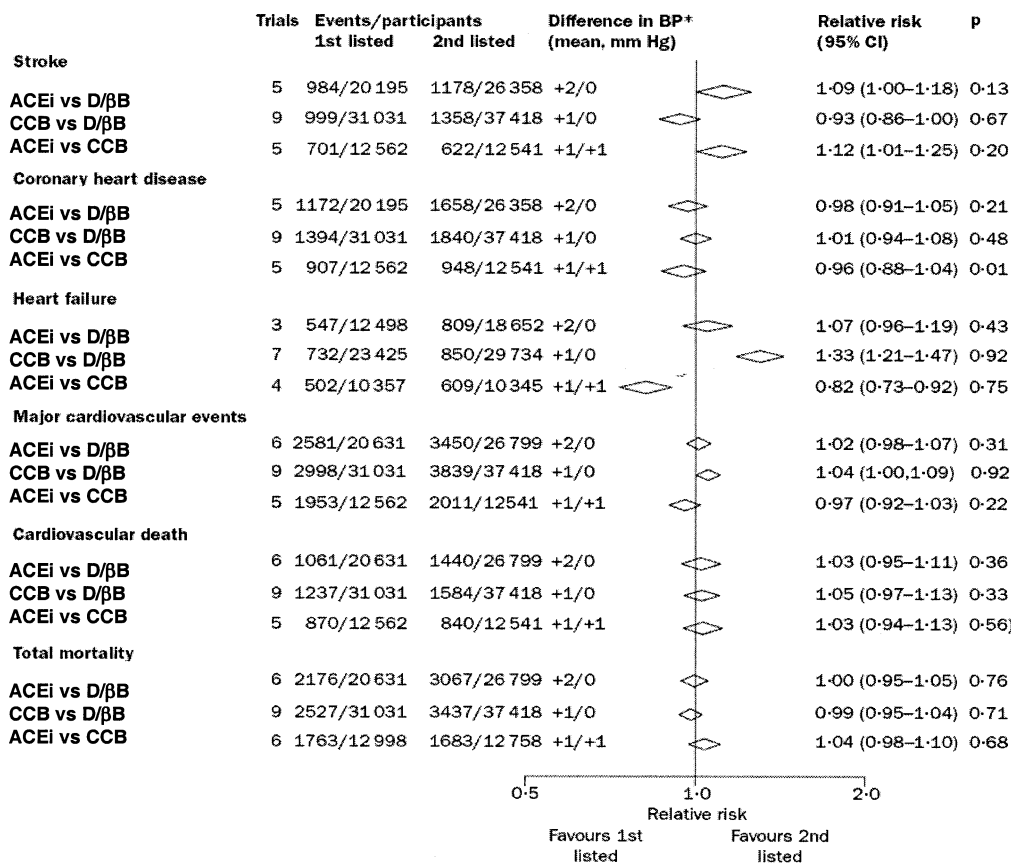 Trials Events/participants Difference in BP* Relative risk p
1st listed 2nd listed (mean, mm Hg) (95% CI)
Stroke
ACEi vs D/βB 5 984/20 195 1178/26 358 +2/0 1·09 (1·00–1·18) 0·13
CCB vs D/βB 9 999/31 031 1358/37 418 +1/0 0·93 (0·86–1·00) 0·67
ACEi vs CCB 5 701/12 562 622/12 541 +1/+1 1·12 (1·01–1·25) 0·20
Coronary heart disease
ACEi vs D/βB 5 1172/20 195 1658/26 358 +2/0 0·98 (0·91–1·05) 0·21
CCB vs D/βB 9 1394/31 031 1840/37 418 +1/0 1·01 (0·94–1·08) 0·48
ACEi vs CCB 5 907/12 562 948/12 541 +1/+1 0·96 (0·88–1·04) 0·01
Heart failure
ACEi vs D/βB 3 547/12 498 809/18 652 +2/0 1·07 (0·96–1·19) 0·43
CCB vs D/βB 7 732/23 425 850/29 734 +1/0 1·33 (1·21–1·47) 0·92
ACEi vs CCB 4 502/10 357 609/10 345 +1/+1 0·82 (0·73–0·92) 0·75
Major cardiovascular events
ACEi vs D/βB 6 2581/20 631 3450/26 799 +2/0 1·02 (0·98–1·07) 0·31
CCB vs D/βB 9 2998/31 031 3839/37 418 +1/0 1·04 (1·00,1·09) 0·92
ACEi vs CCB 5 1953/12 562 2011/12541 +1/+1 0·97 (0·92–1·03) 0·22
Cardiovascular death
ACEi vs D/βB 6 1061/20 631 1440/26 799 +2/0 1·03 (0·95–1·11) 0·36
CCB vs D/βB 9 1237/31 031 1584/37 418 +1/0 1·05 (0·97–1·13) 0·33
ACEi vs CCB 5 870/12 562 840/12 541 +1/+1 1·03 (0·94–1·13) 0·56)
Total mortality
ACEi vs D/βB 6 2176/20 631 3067/26 799 +2/0 1·00 (0·95–1·05) 0·76
CCB vs D/βB 9 2527/31 031 3437/37 418 +1/0 0·99 (0·95–1·04) 0·71
ACEi vs CCB 6 1763/12 998 1683/12 758 +1/+1 1·04 (0·98–1·10) 0·68
0·5 1·0 2·0
Relative risk
Favours 1st Favours 2nd
listed listed